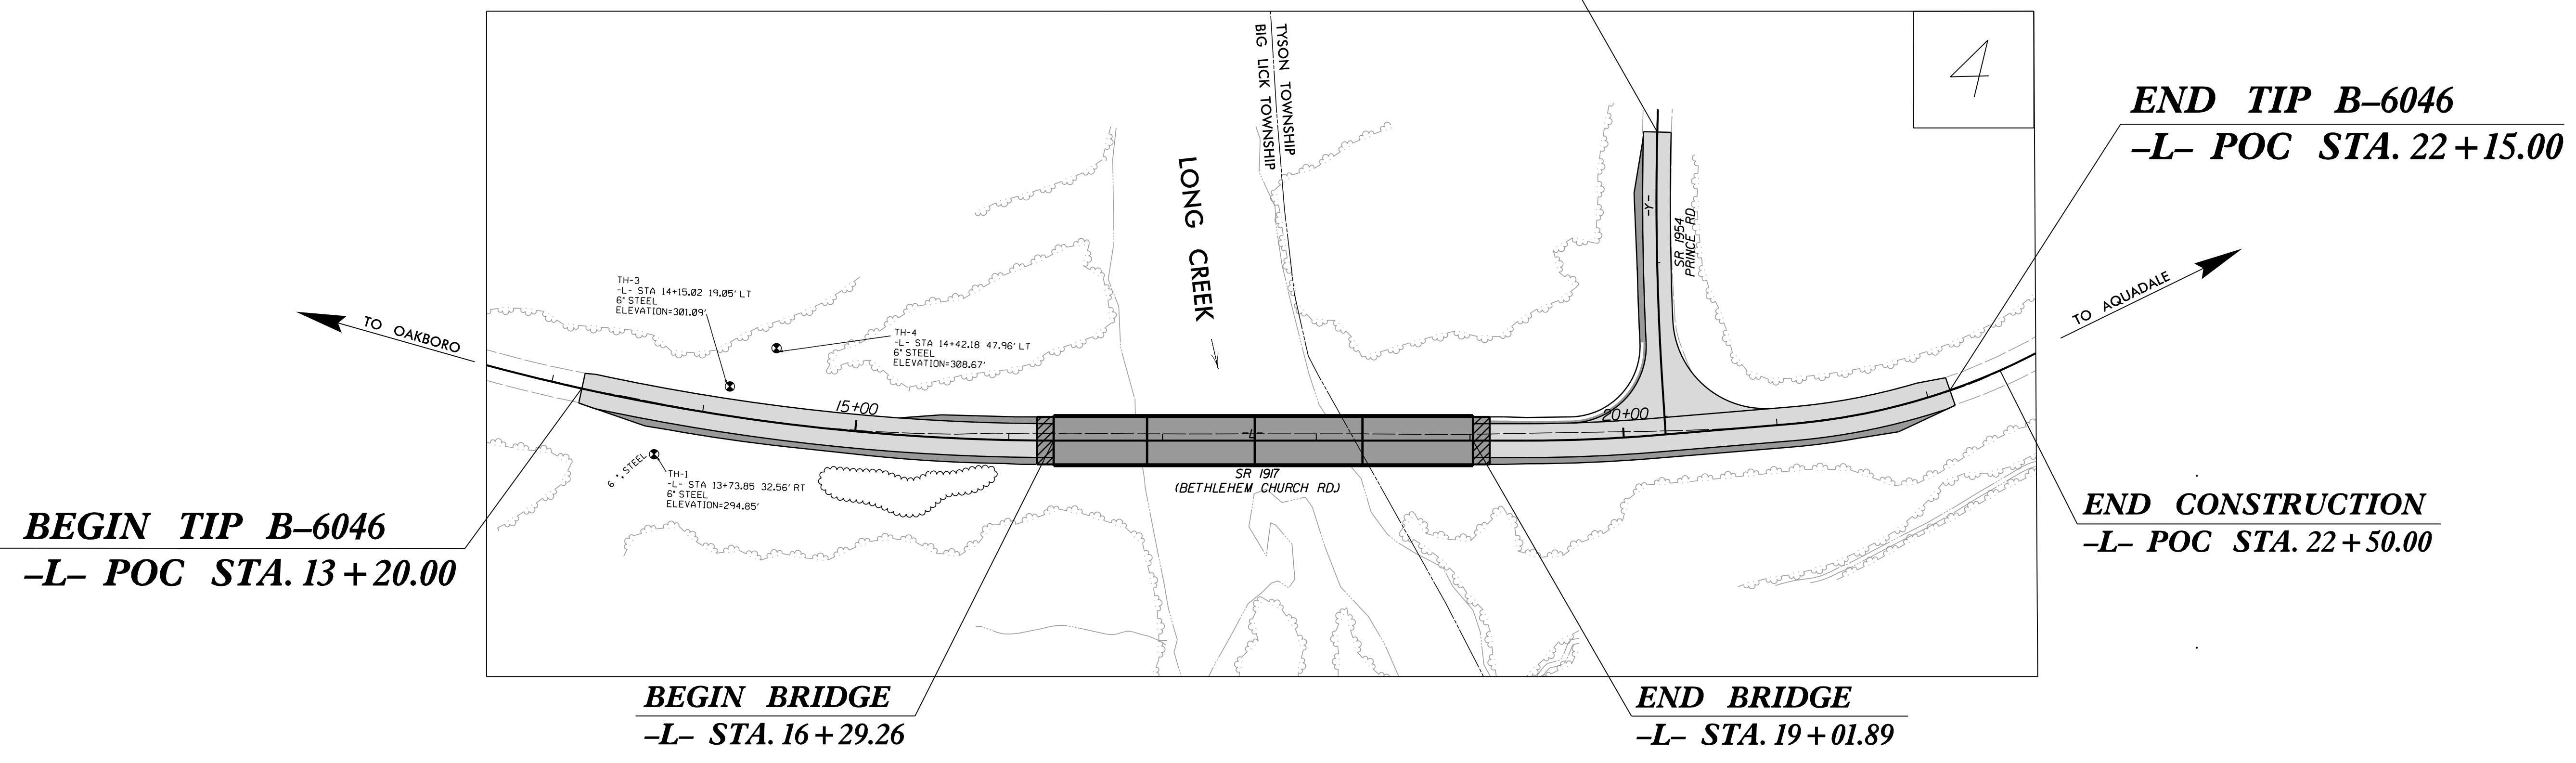 TYSON TOWNSHIP
BIG LICK TOWNSHIP
4
END TIP B–6046
–L– POC STA. 22+15.00
LONG CREEK
-Y-
SR 1954
PRINCE RD.
TH-3
-L- STA 14+15.02 19.05' LT
6" STEEL
ELEVATION=301.09'
TH-4
-L- STA 14+42.18 47.96' LT
6" STEEL
ELEVATION=308.67'
TO OAKBORO
TO AQUADALE
15+00
20+00
-L-
SR 1917
(BETHLEHEM CHURCH RD.)
6", STEEL
TH-1
-L- STA 13+73.85 32.56' RT
6" STEEL
ELEVATION=294.85'
BEGIN TIP B–6046
–L– POC STA. 13+20.00
END CONSTRUCTION
–L– POC STA. 22+50.00
BEGIN BRIDGE
–L– STA. 16+29.26
END BRIDGE
–L– STA. 19+01.89